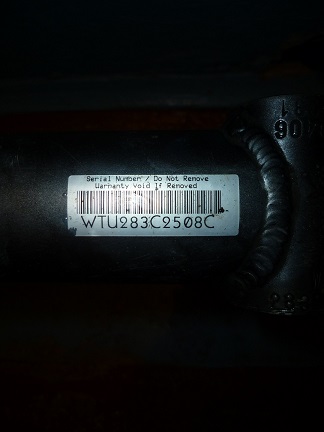 Serial Number / Do Not Remove
Warranty Void If Removed
WTU283C2508C